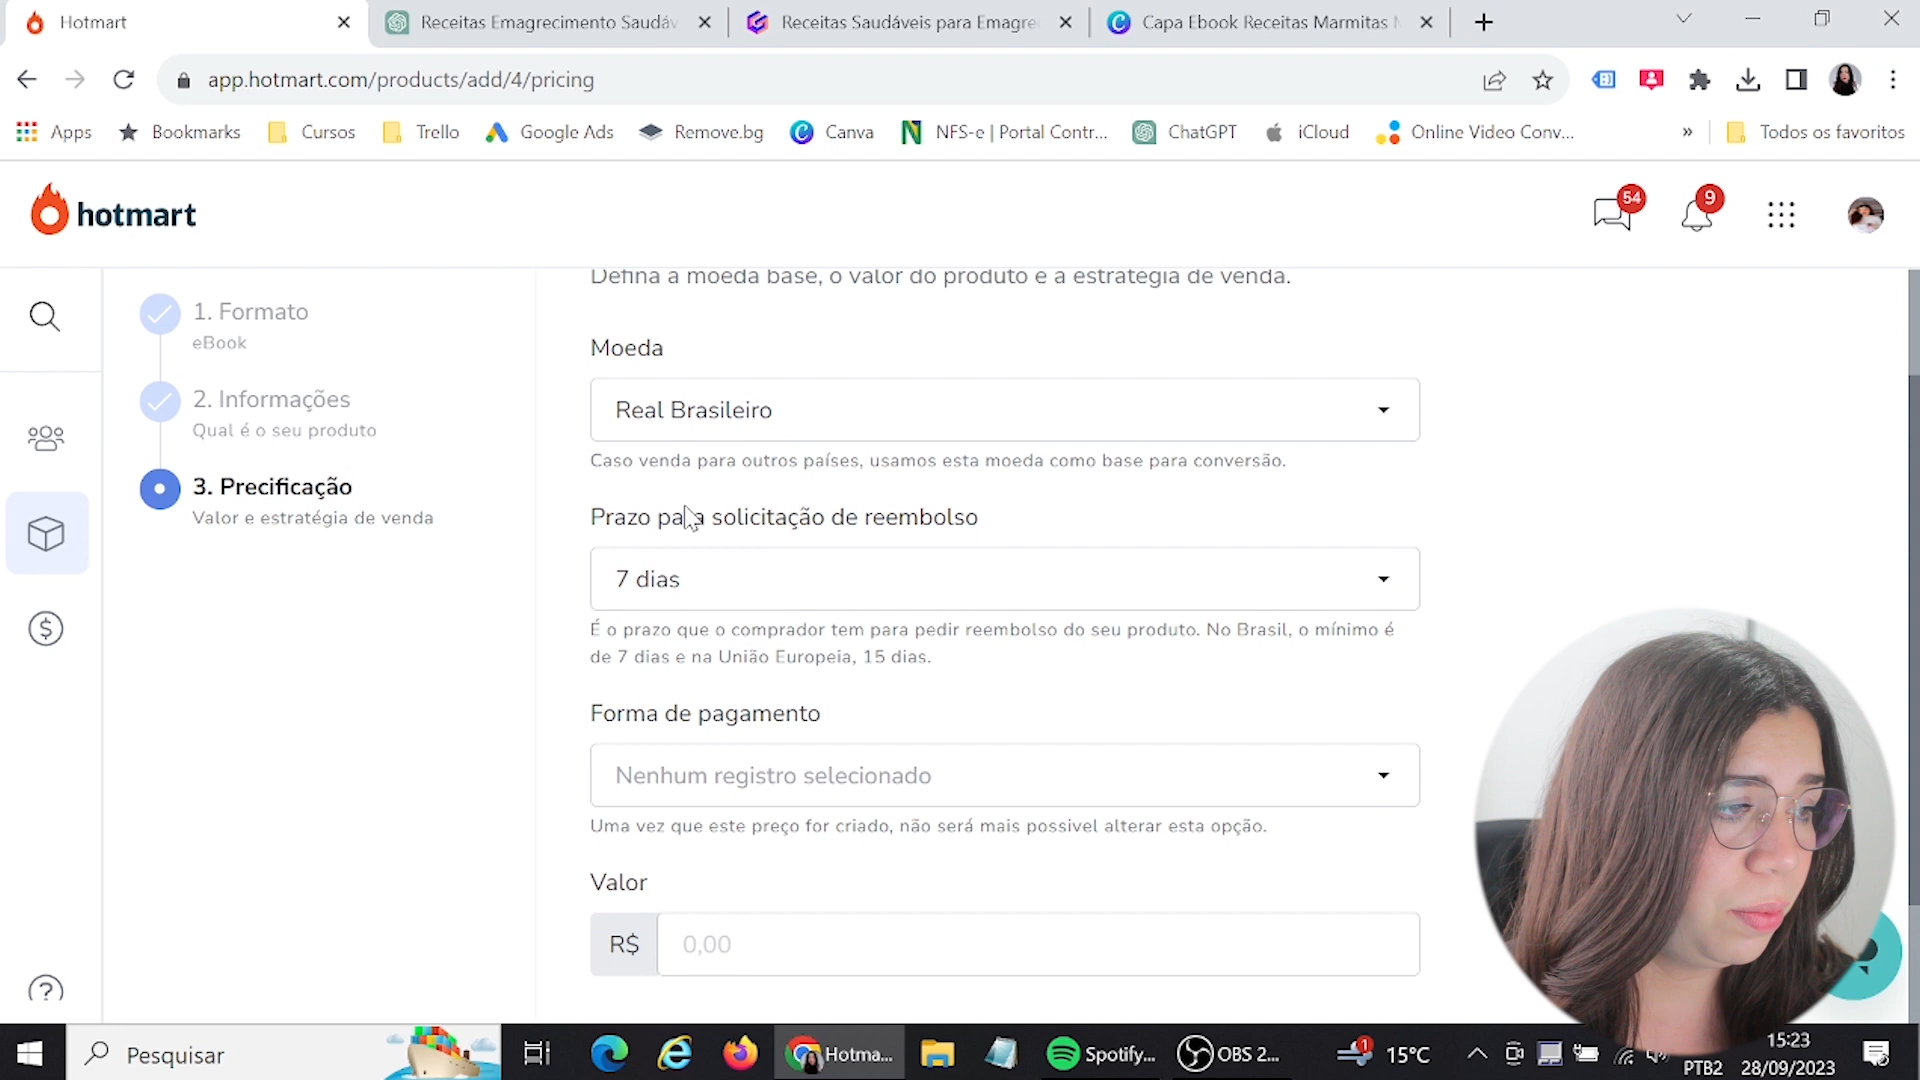 Hotmart
Receitas Emagrecimento Saudáv
Receitas Saudáveis para Emagre
Capa Ebook Receitas Marmitas
app.hotmart.com/products/add/4/pricing
Apps
Bookmarks
Cursos
Trello
Google Ads
Remove.bg
Canva
NFS-e | Portal Contr...
ChatGPT
iCloud
Online Video Conv...
»
Todos os favoritos
hotmart
54
9
Defina a moeda base, o valor do produto e a estratégia de venda.
1. Formato
eBook
2. Informações
Qual é o seu produto
3. Precificação
Valor e estratégia de venda
Moeda
Real Brasileiro
Caso venda para outros países, usamos esta moeda como base para conversão.
Prazo para solicitação de reembolso
7 dias
É o prazo que o comprador tem para pedir reembolso do seu produto. No Brasil, o mínimo é
de 7 dias e na União Europeia, 15 dias.
Forma de pagamento
Nenhum registro selecionado
Uma vez que este preço for criado, não será mais possivel alterar esta opção.
Valor
R$
0,00
Pesquisar
Hotma...
Spotify...
OBS 2...
1
15°C
PTB2
15:23
28/09/2023